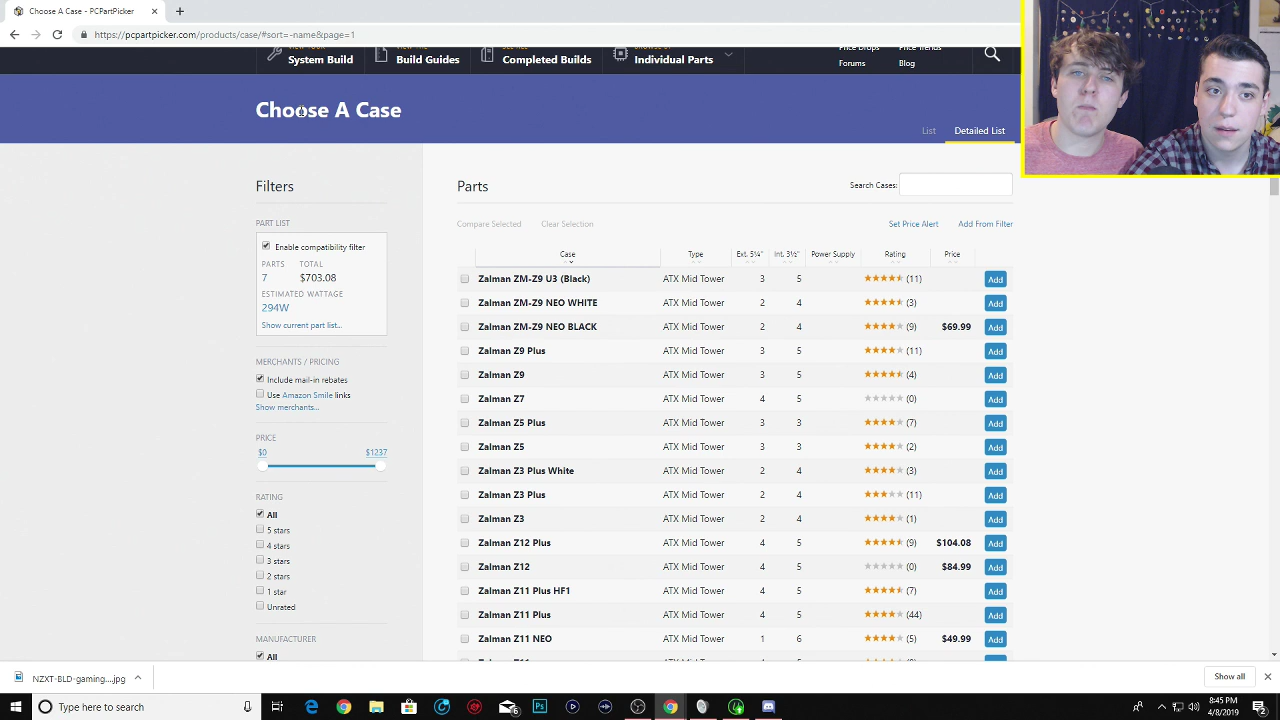 Choose A Case - PCPartPicker
https://pcpartpicker.com/products/case/#sort=-name&page=1
System Build
Build Guides
Completed Builds
Individual Parts
Price Drops
Price Trends
Forums
Blog
Choose A Case
List
Detailed List
Filters
PART LIST
Enable compatibility filter
PARTS TOTAL
7 $703.08
ESTIMATED WATTAGE
294W
Show current part list...
MERCHANTS / PRICING
Include mail-in rebates
Use Amazon Smile links
Show merchants...
PRICE
$0 $1237
RATING
All
5 stars
4 stars
3 stars
2 stars
1 star
Unrated
MANUFACTURER
All
Parts
Search Cases:
Compare Selected Clear Selection Set Price Alert Add From Filter
Case Type Ext. 5¼" Int. 3½" Power Supply Rating Price
Zalman ZM-Z9 U3 (Black) ATX Mid Tower 3 5 (11) Add
Zalman ZM-Z9 NEO WHITE ATX Mid Tower 2 4 (3) Add
Zalman ZM-Z9 NEO BLACK ATX Mid Tower 2 4 (9) $69.99 Add
Zalman Z9 Plus ATX Mid Tower 3 5 (11) Add
Zalman Z9 ATX Mid Tower 3 5 (4) Add
Zalman Z7 ATX Mid Tower 4 5 (0) Add
Zalman Z5 Plus ATX Mid Tower 3 3 (7) Add
Zalman Z5 ATX Mid Tower 3 3 (2) Add
Zalman Z3 Plus White ATX Mid Tower 2 4 (3) Add
Zalman Z3 Plus ATX Mid Tower 2 4 (11) Add
Zalman Z3 ATX Mid Tower 2 4 (1) Add
Zalman Z12 Plus ATX Mid Tower 4 5 (9) $104.08 Add
Zalman Z12 ATX Mid Tower 4 5 (0) $84.99 Add
Zalman Z11 Plus HF1 ATX Mid Tower 4 5 (7) Add
Zalman Z11 Plus ATX Mid Tower 4 5 (44) Add
Zalman Z11 NEO ATX Mid Tower 1 6 (5) $49.99 Add
NZXT-BLD-gaming....jpg
Show all
Type here to search
8:45 PM
4/8/2019